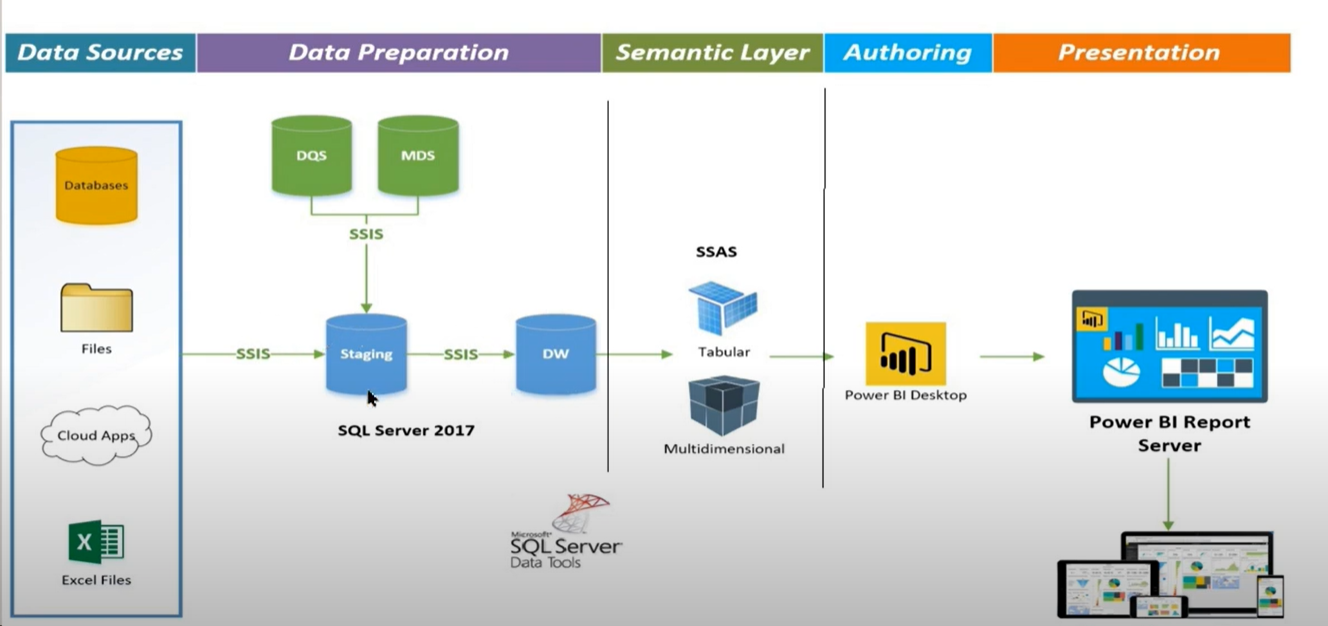 Data Sources
Data Preparation
Semantic Layer
Authoring
Presentation
Databases
Files
Cloud Apps
X
Excel Files
DQS
MDS
SSIS
SSIS
Staging
SSIS
DW
SQL Server 2017
Microsoft®
SQL Server
Data Tools
SSAS
Tabular
Multidimensional
Power BI Desktop
Power BI Report
Server